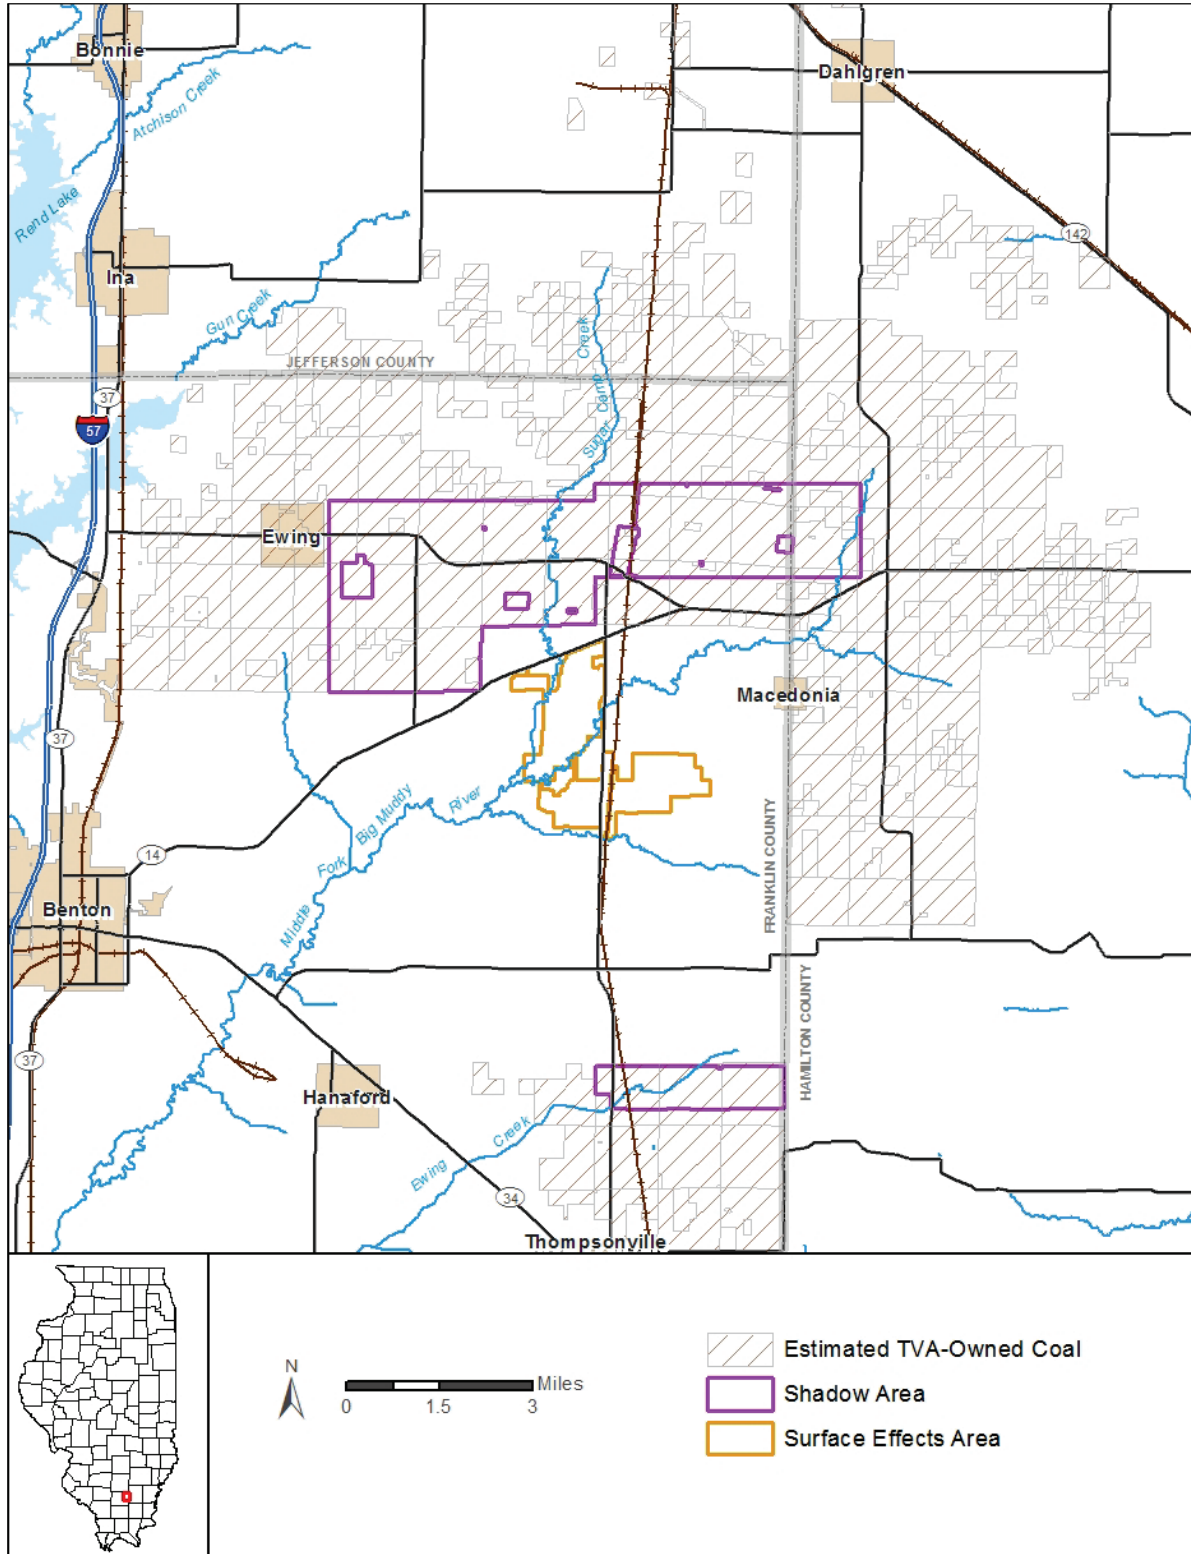 Bonnie
Dahlgren
Atchison Creek
Rend Lake
142
Ina
Gun Creek
JEFFERSON COUNTY
Sugar Camp Creek
37
57
Ewing
Macedonia
37
Middle Fork Big Muddy River
14
FRANKLIN COUNTY
Benton
HAMILTON COUNTY
37
Hanaford
Ewing Creek
34
Thompsonville
N
Miles
0 1.5 3
Estimated TVA-Owned Coal
Shadow Area
Surface Effects Area